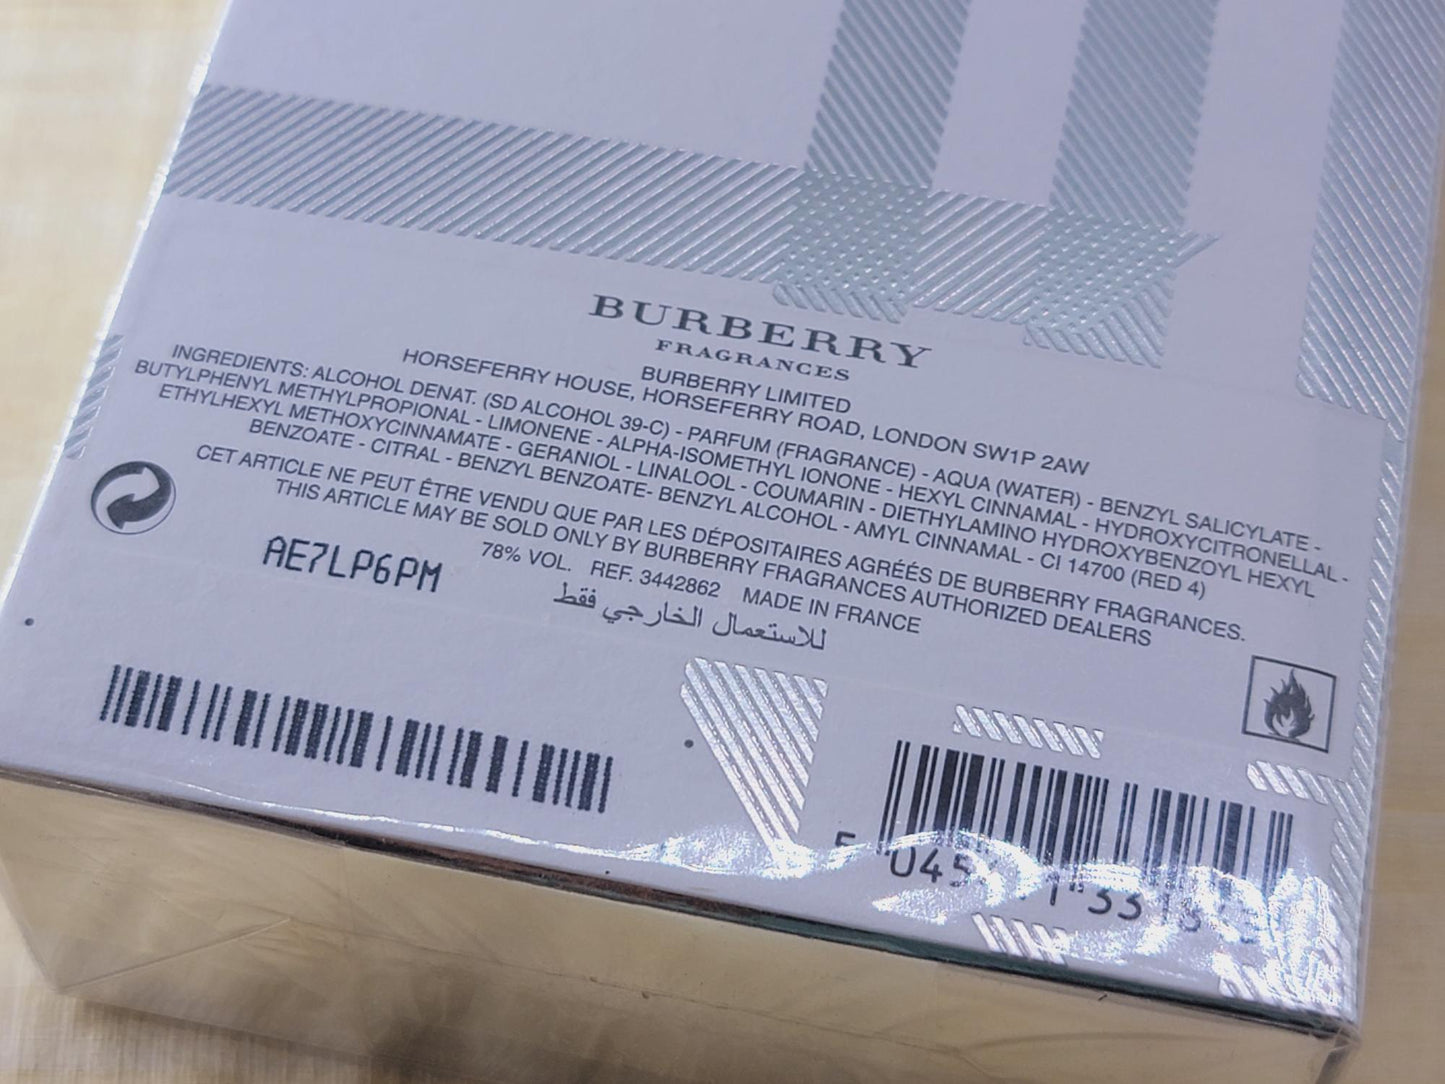 BURBERRY
FRAGRANCES
BURBERRY LIMITED
HORSEFERRY HOUSE, HORSEFERRY ROAD, LONDON SW1P 2AW
INGREDIENTS: ALCOHOL DENAT. (SD ALCOHOL 39-C) - PARFUM (FRAGRANCE) - AQUA (WATER) - BENZYL SALICYLATE -
BUTYLPHENYL METHYLPROPIONAL - LIMONENE - ALPHA-ISOMETHYL IONONE - HEXYL CINNAMAL - HYDROXYCITRONELLAL -
ETHYLHEXYL METHOXYCINNAMATE - GERANIOL - LINALOOL - COUMARIN - DIETHYLAMINO HYDROXYBENZOYL HEXYL
BENZOATE - CITRAL - BENZYL BENZOATE- BENZYL ALCOHOL - AMYL CINNAMAL - CI 14700 (RED 4)
CET ARTICLE NE PEUT ÊTRE VENDU QUE PAR LES DÉPOSITAIRES AGRÉÉS DE BURBERRY FRAGRANCES.
THIS ARTICLE MAY BE SOLD ONLY BY BURBERRY FRAGRANCES AUTHORIZED DEALERS
78% VOL. REF. 3442862 MADE IN FRANCE
للاستعمال الخارجي فقط
AE7LP6PM
5